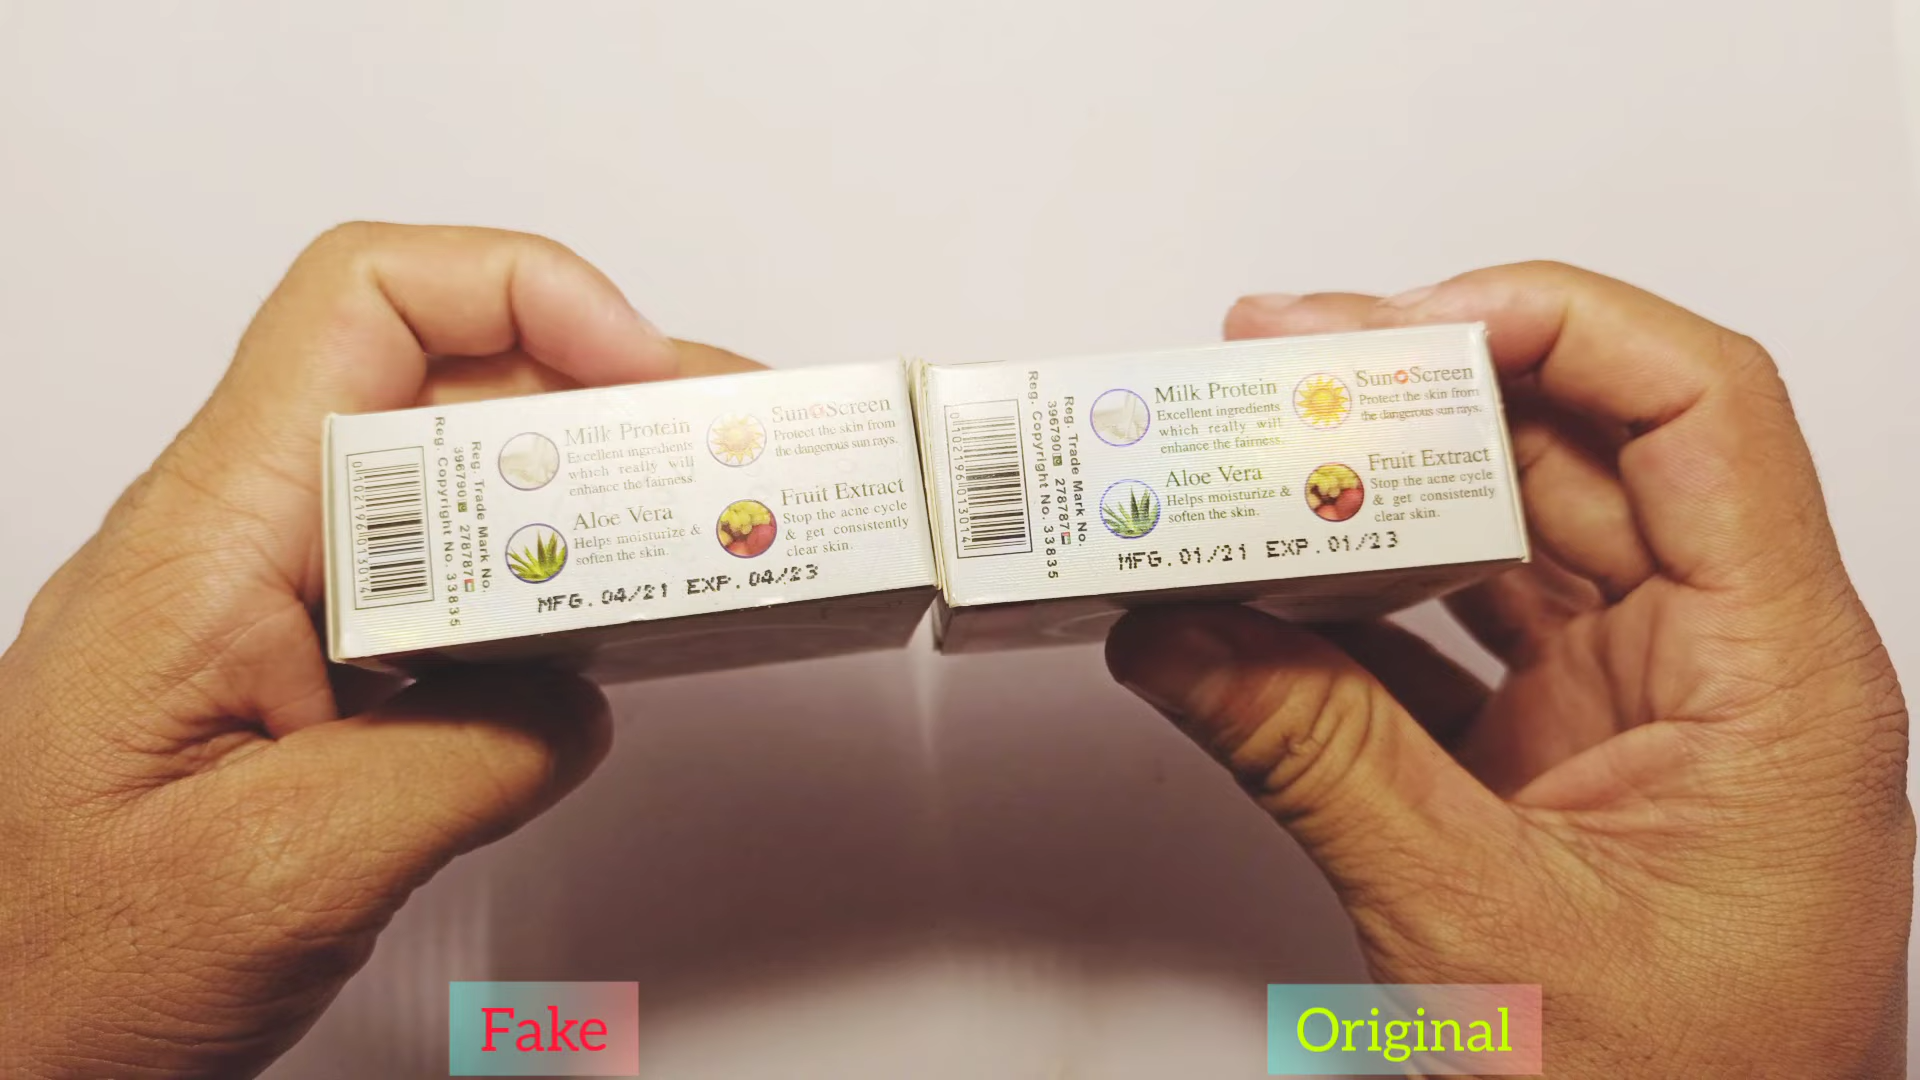 0102196013014
Reg. Copyright No. 33835
396790 278787
Reg. Trade Mark No.
Milk Protein
Excellent ingredients
which really will
enhance the fairness.
Sun Screen
Protect the skin from
the dangerous sun rays.
Aloe Vera
Helps moisturize &
soften the skin.
Fruit Extract
Stop the acne cycle
& get consistently
clear skin.
MFG. 04/21 EXP. 04/23
0102196013014
Reg. Copyright No. 33835
396790 278787
Reg. Trade Mark No.
Milk Protein
Excellent ingredients
which really will
enhance the fairness.
Sun Screen
Protect the skin from
the dangerous sun rays.
Aloe Vera
Helps moisturize &
soften the skin.
Fruit Extract
Stop the acne cycle
& get consistently
clear skin.
MFG. 01/21 EXP. 01/23
Fake
Original